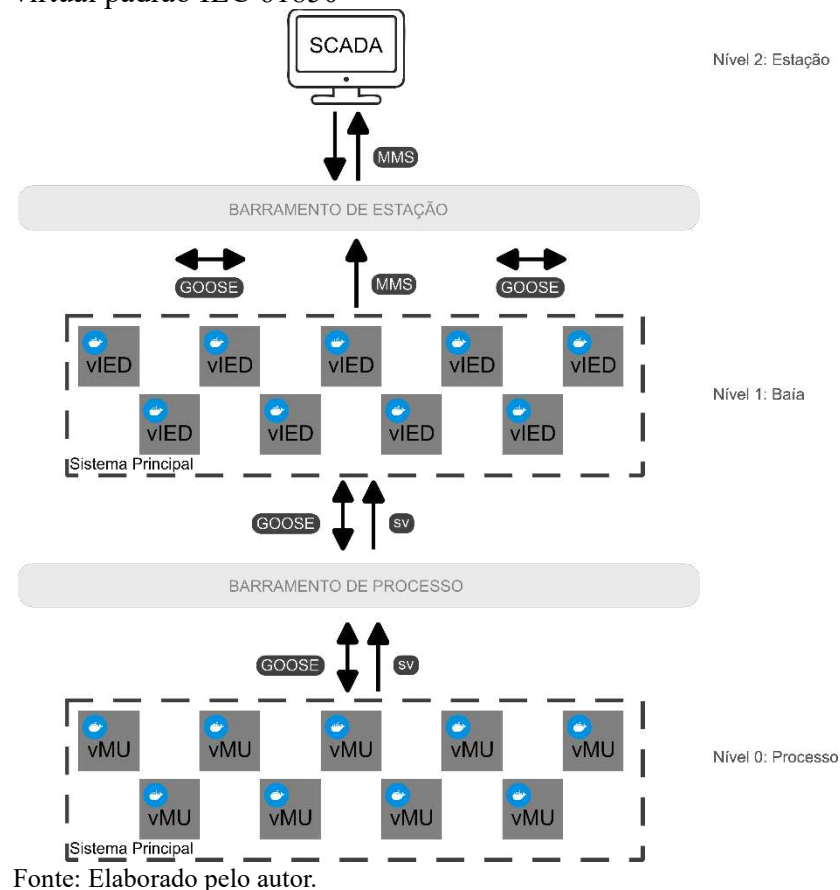 virtual padrão IEC 61850
SCADA
Nível 2: Estação
MMS
BARRAMENTO DE ESTAÇÃO
GOOSE MMS GOOSE
vIED vIED vIED vIED vIED
Nível 1: Baía
vIED vIED vIED vIED
Sistema Principal
GOOSE sv
BARRAMENTO DE PROCESSO
GOOSE sv
vMU vMU vMU vMU vMU
Nível 0: Processo
vMU vMU vMU vMU
Sistema Principal
Fonte: Elaborado pelo autor.